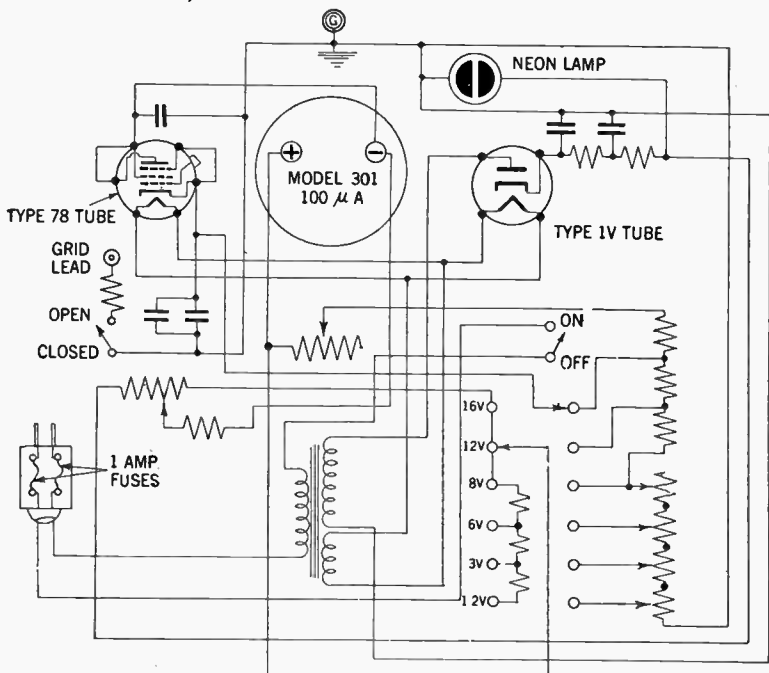 G
NEON LAMP
+
−
MODEL 301
100 μ A
TYPE 78 TUBE
TYPE 1V TUBE
GRID
LEAD
OPEN
CLOSED
ON
OFF
16V
12V
8V
6V
3V
1 2V
1 AMP
FUSES